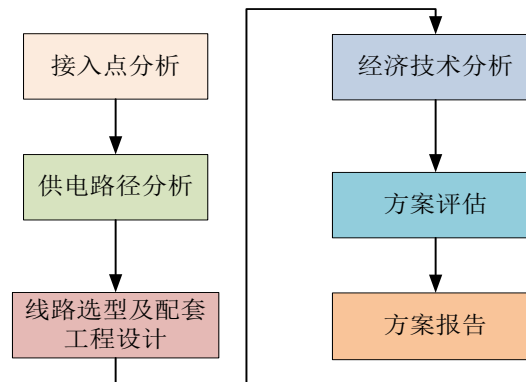 接入点分析
供电路径分析
线路选型及配套
工程设计
经济技术分析
方案评估
方案报告